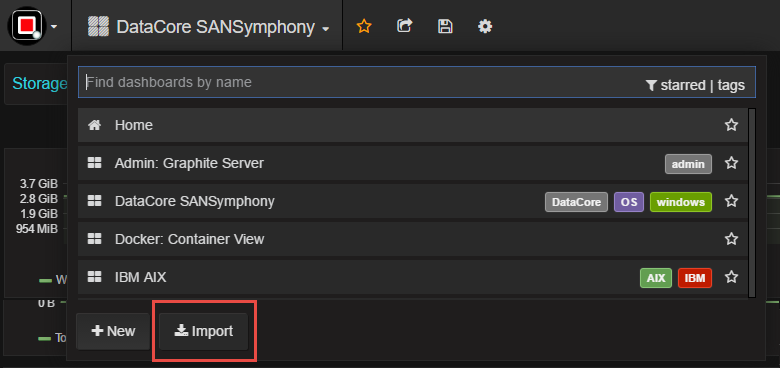 DataCore SANSymphony
Storage
Find dashboards by name
starred | tags
Home
Admin: Graphite Server
admin
DataCore SANSymphony
DataCore
OS
windows
Docker: Container View
IBM AIX
AIX
IBM
3.7 GiB
2.8 GiB
1.9 GiB
954 MiB
W
0 B
To
New
Import